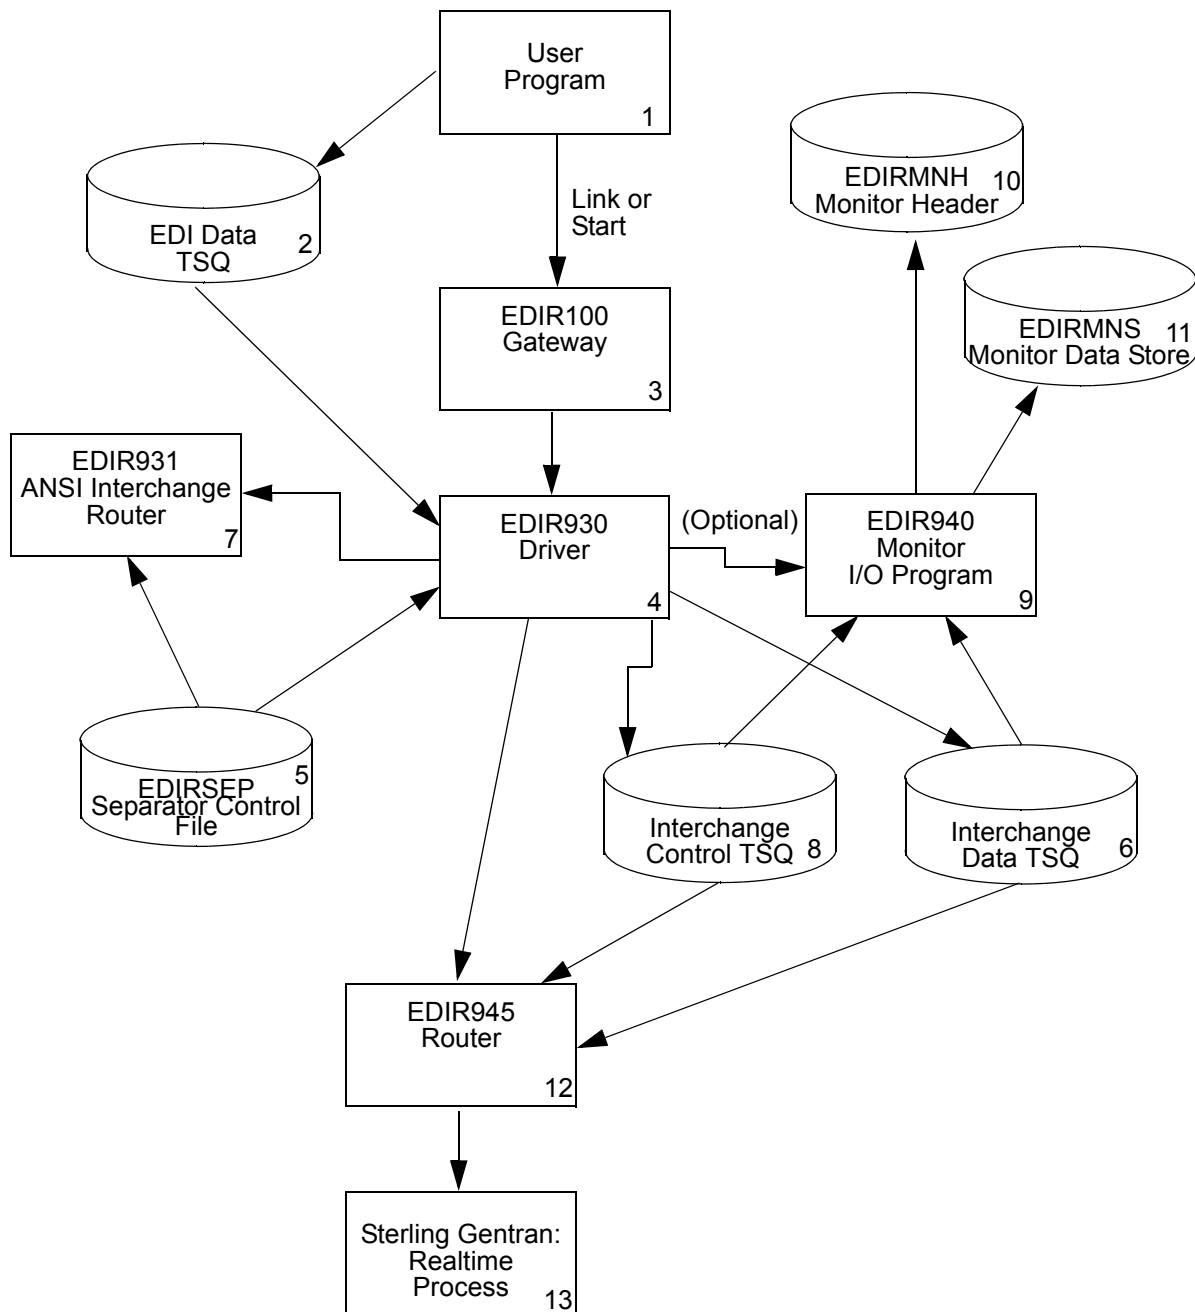 User
Program
1
EDIRMNH
Monitor Header
10
EDI Data
TSQ
2
Link or
Start
EDIRMNS
Monitor Data Store
11
EDIR100
Gateway
3
EDIR931
ANSI Interchange
Router
7
EDIR930
Driver
4
(Optional)
EDIR940
Monitor
I/O Program
9
EDIRSEP
Separator Control
File
5
Interchange
Control TSQ
8
Interchange
Data TSQ
6
EDIR945
Router
12
Sterling Gentran:
Realtime
Process
13